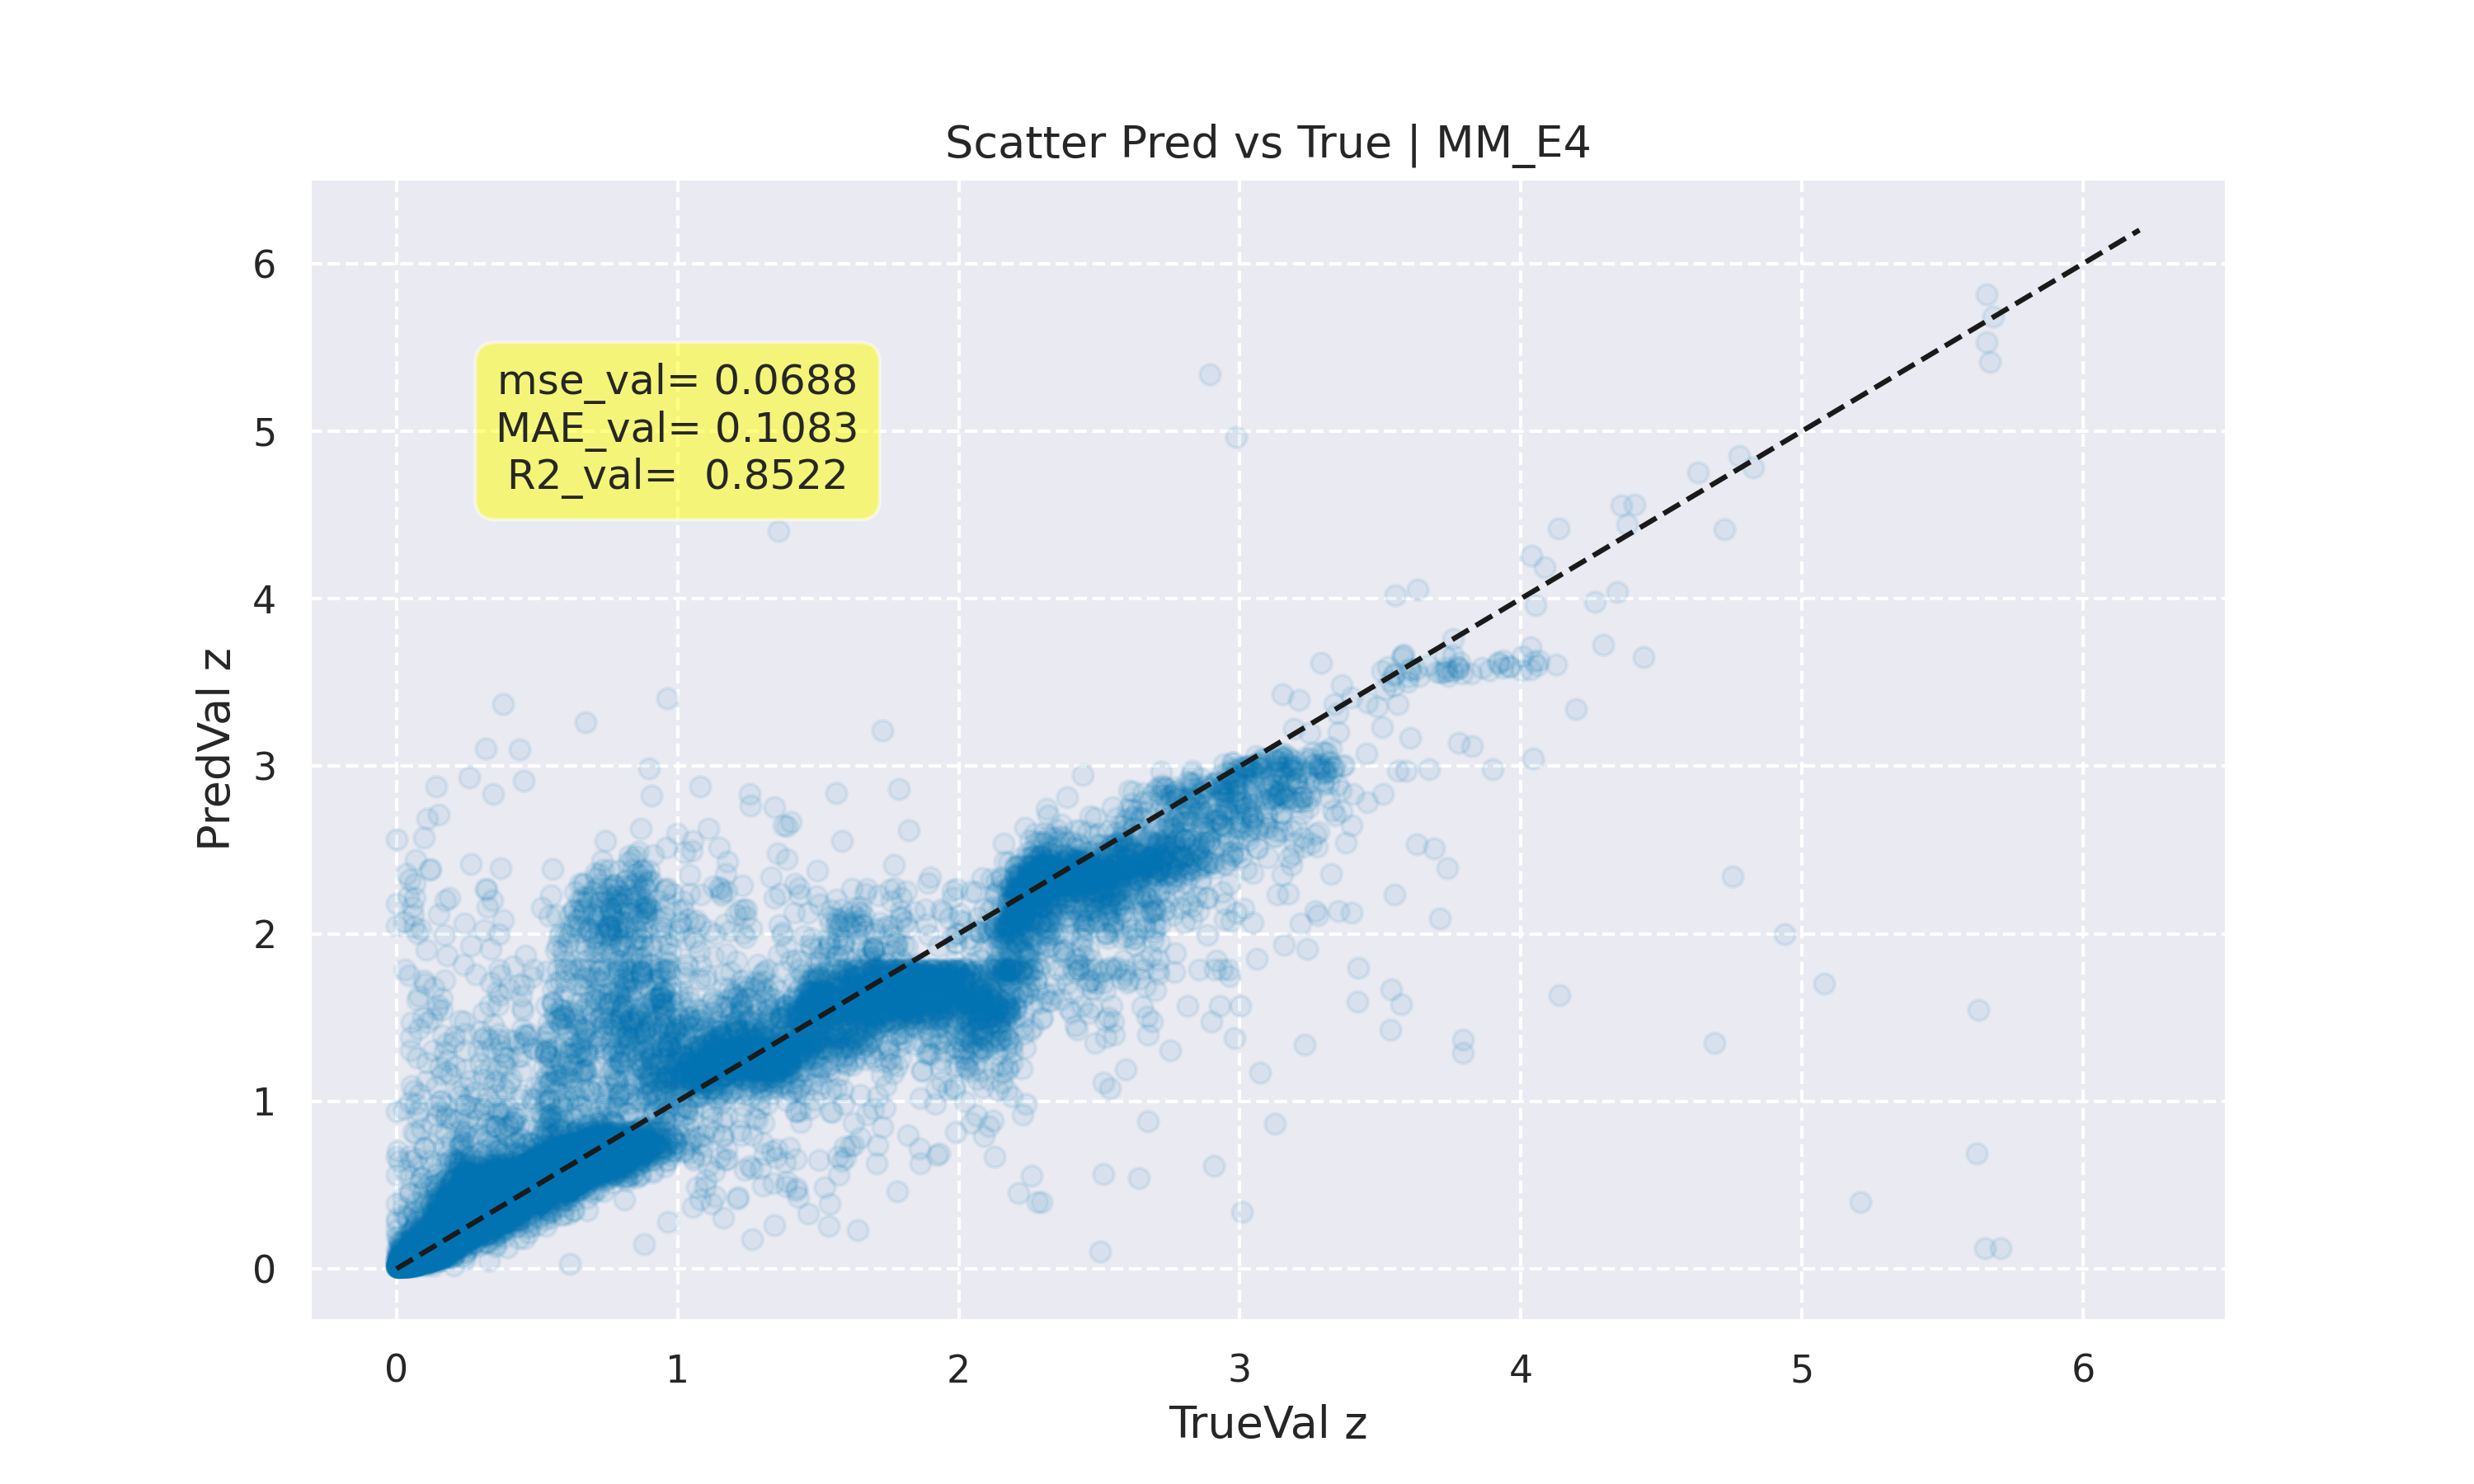 Scatter Pred vs True | MM_E4
mse_val= 0.0688
MAE_val= 0.1083
R2_val=  0.8522
PredVal z
6
5
4
3
2
1
0
0 1 2 3 4 5 6
TrueVal z